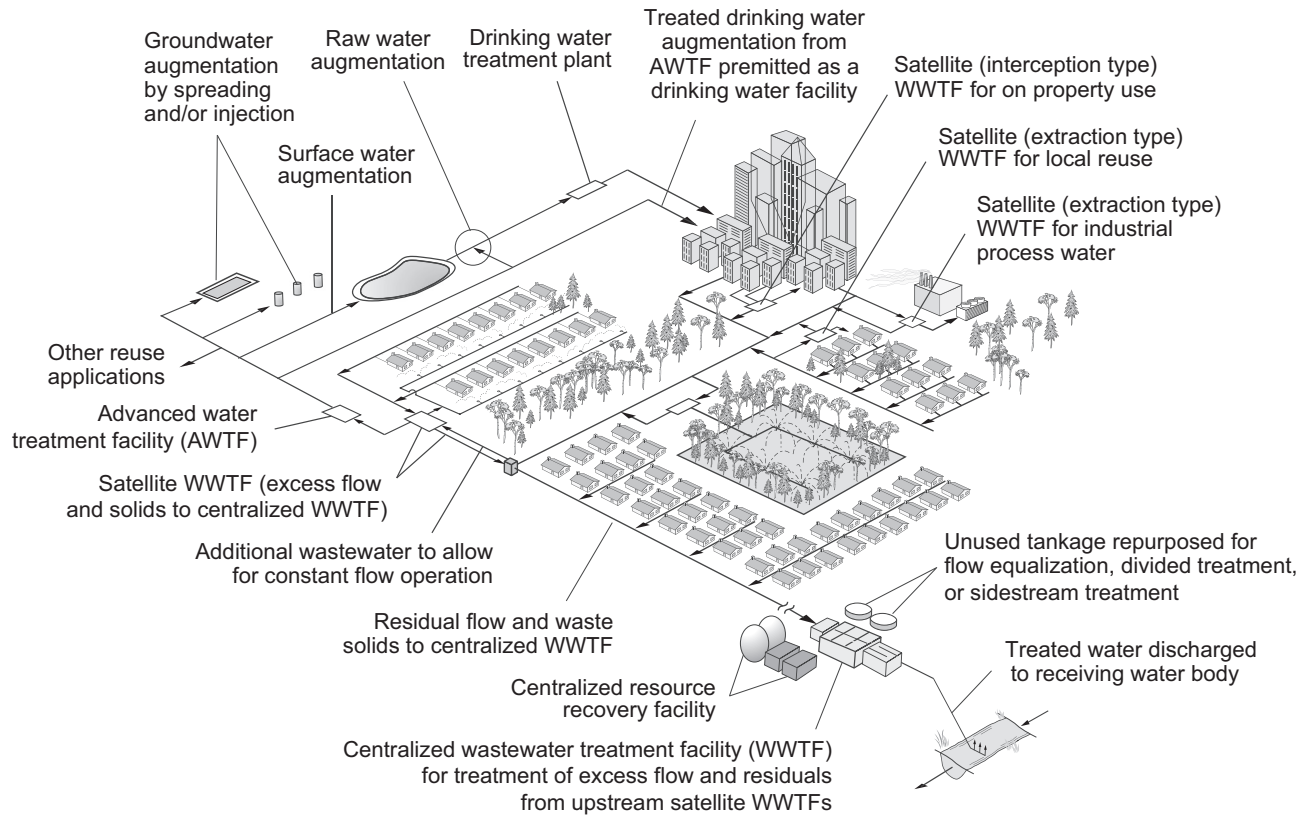 Groundwater
augmentation
by spreading
and/or injection
Raw water
augmentation
Drinking water
treatment plant
Treated drinking water
augmentation from
AWTF premitted as a
drinking water facility
Satellite (interception type)
WWTF for on property use
Satellite (extraction type)
WWTF for local reuse
Satellite (extraction type)
WWTF for industrial
process water
Surface water
augmentation
Other reuse
applications
Advanced water
treatment facility (AWTF)
Satellite WWTF (excess flow
and solids to centralized WWTF)
Additional wastewater to allow
for constant flow operation
Residual flow and waste
solids to centralized WWTF
Centralized resource
recovery facility
Centralized wastewater treatment facility (WWTF)
for treatment of excess flow and residuals
from upstream satellite WWTFs
Unused tankage repurposed for
flow equalization, divided treatment,
or sidestream treatment
Treated water discharged
to receiving water body